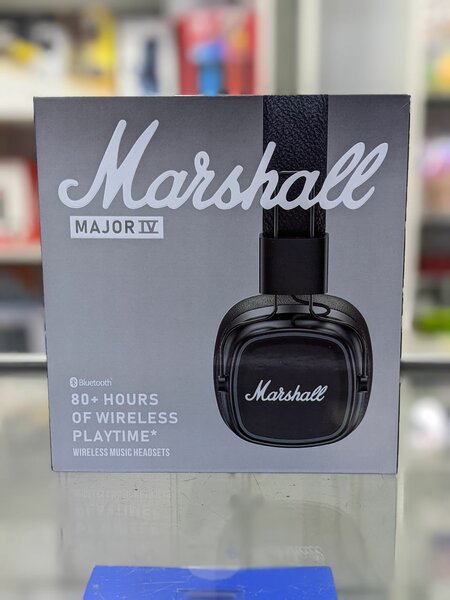 Marshall
MAJOR IV
Bluetooth
80+ HOURS
OF WIRELESS
PLAYTIME*
WIRELESS MUSIC HEADSETS
Marshall